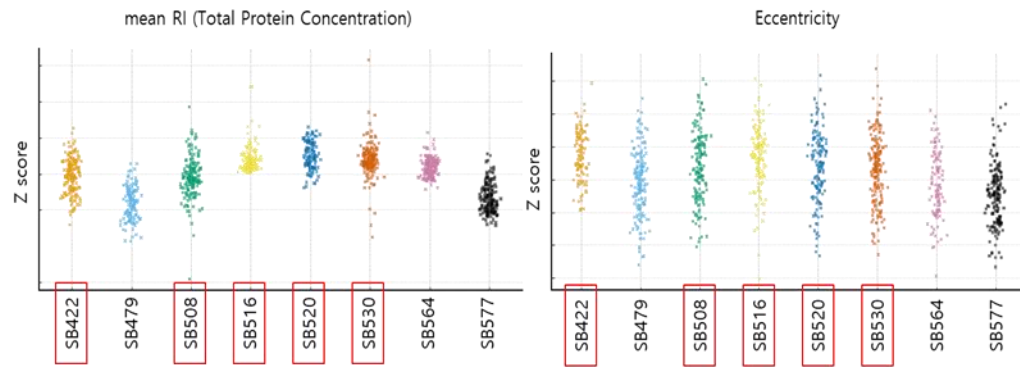 mean RI (Total Protein Concentration)
Z score
SB422
SB479
SB508
SB516
SB520
SB530
SB564
SB577
Eccentricity
Z score
SB422
SB479
SB508
SB516
SB520
SB530
SB564
SB577